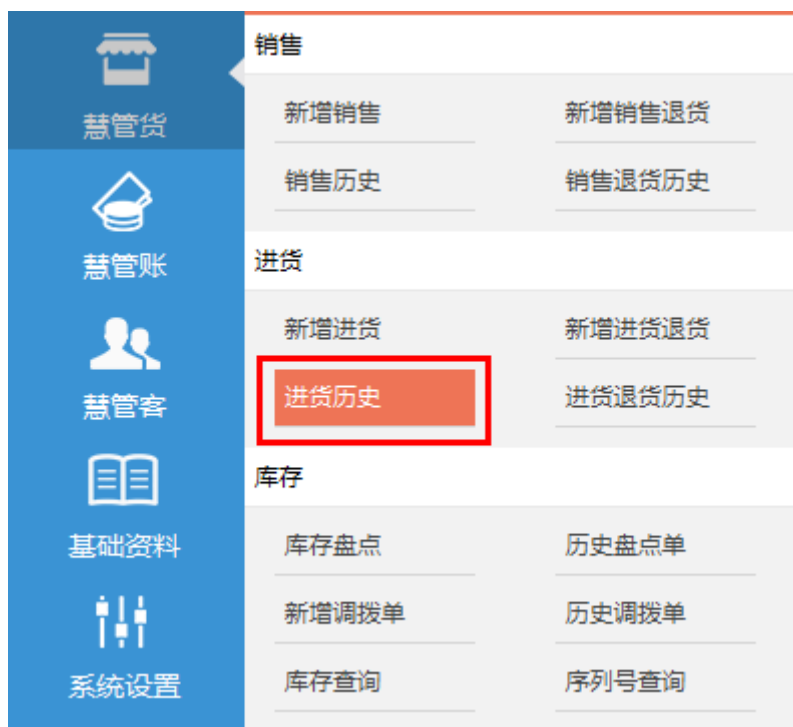 慧管货
慧管账
慧管客
基础资料
系统设置
销售
新增销售 新增销售退货
销售历史 销售退货历史
进货
新增进货 新增进货退货
进货历史 进货退货历史
库存
库存盘点 历史盘点单
新增调拨单 历史调拨单
库存查询 序列号查询